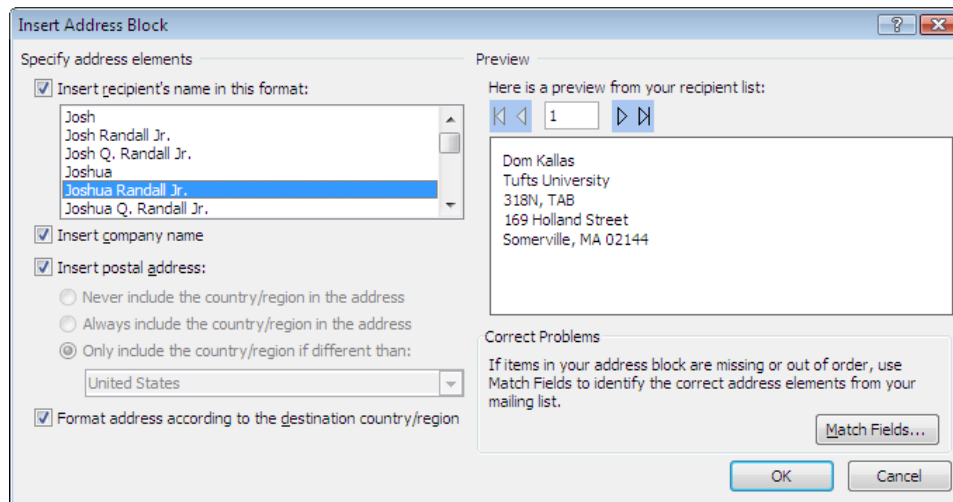 Insert Address Block
Specify address elements
Insert recipient's name in this format:
Josh
Josh Randall Jr.
Josh Q. Randall Jr.
Joshua
Joshua Randall Jr.
Joshua Q. Randall Jr.
Insert company name
Insert postal address:
Never include the country/region in the address
Always include the country/region in the address
Only include the country/region if different than:
United States
Format address according to the destination country/region
Preview
Here is a preview from your recipient list:
1
Dom Kallas
Tufts University
318N, TAB
169 Holland Street
Somerville, MA 02144
Correct Problems
If items in your address block are missing or out of order, use
Match Fields to identify the correct address elements from your
mailing list.
Match Fields...
OK
Cancel